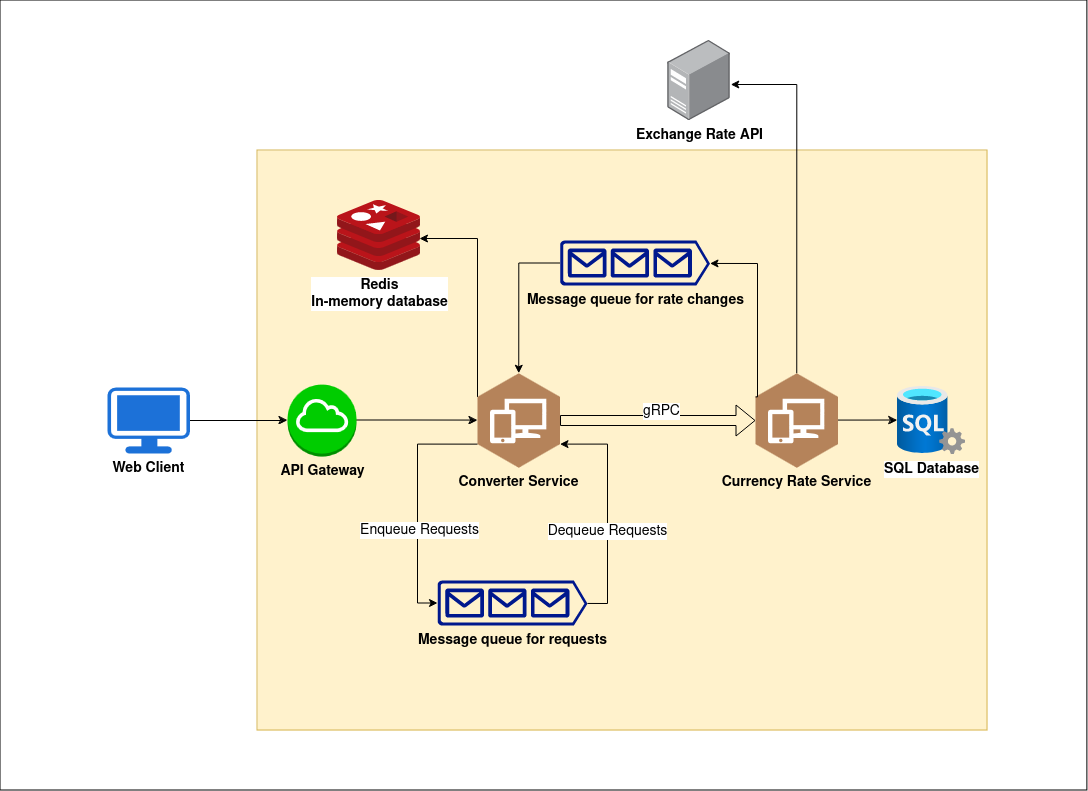 Exchange Rate API
Redis
In-memory database
Message queue for rate changes
Web Client
API Gateway
Converter Service
gRPC
Currency Rate Service
SQL
SQL Database
Enqueue Requests
Dequeue Requests
Message queue for requests